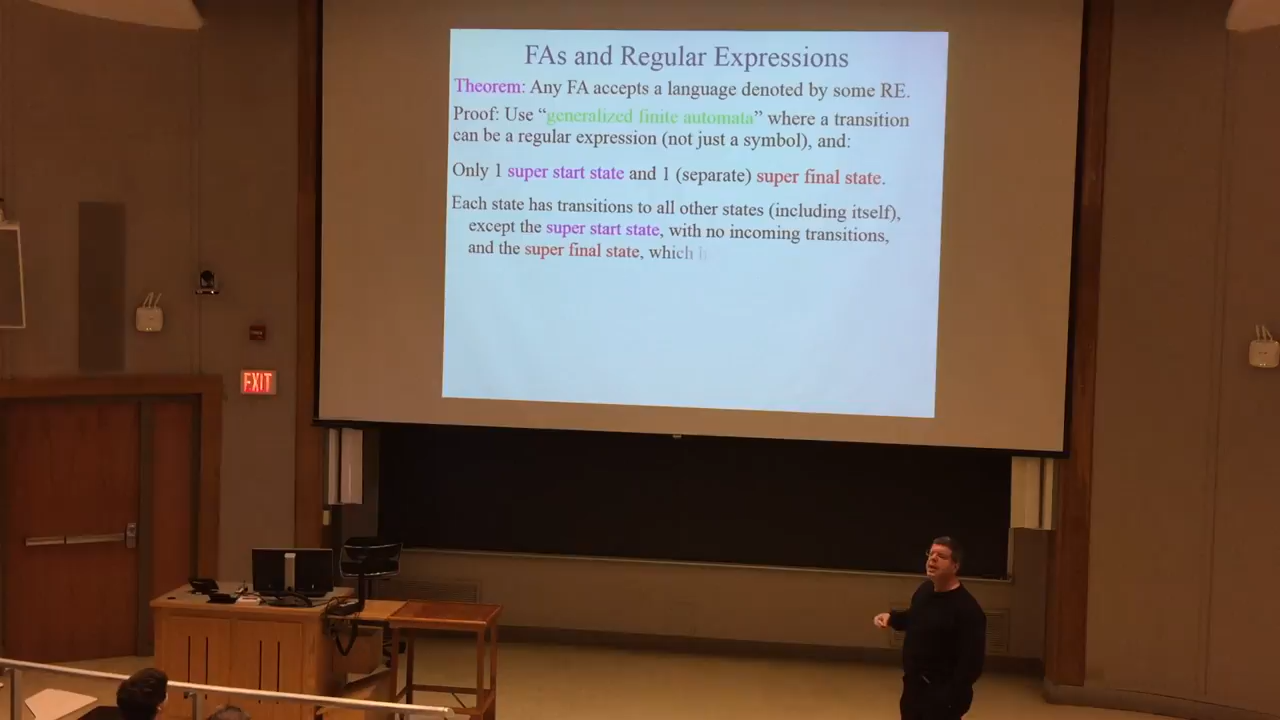 FAs and Regular Expressions
Theorem: Any FA accepts a language denoted by some RE.
Proof: Use “generalized finite automata” where a transition
can be a regular expression (not just a symbol), and:
Only 1 super start state and 1 (separate) super final state.
Each state has transitions to all other states (including itself),
except the super start state, with no incoming transitions,
and the super final state, which
EXIT